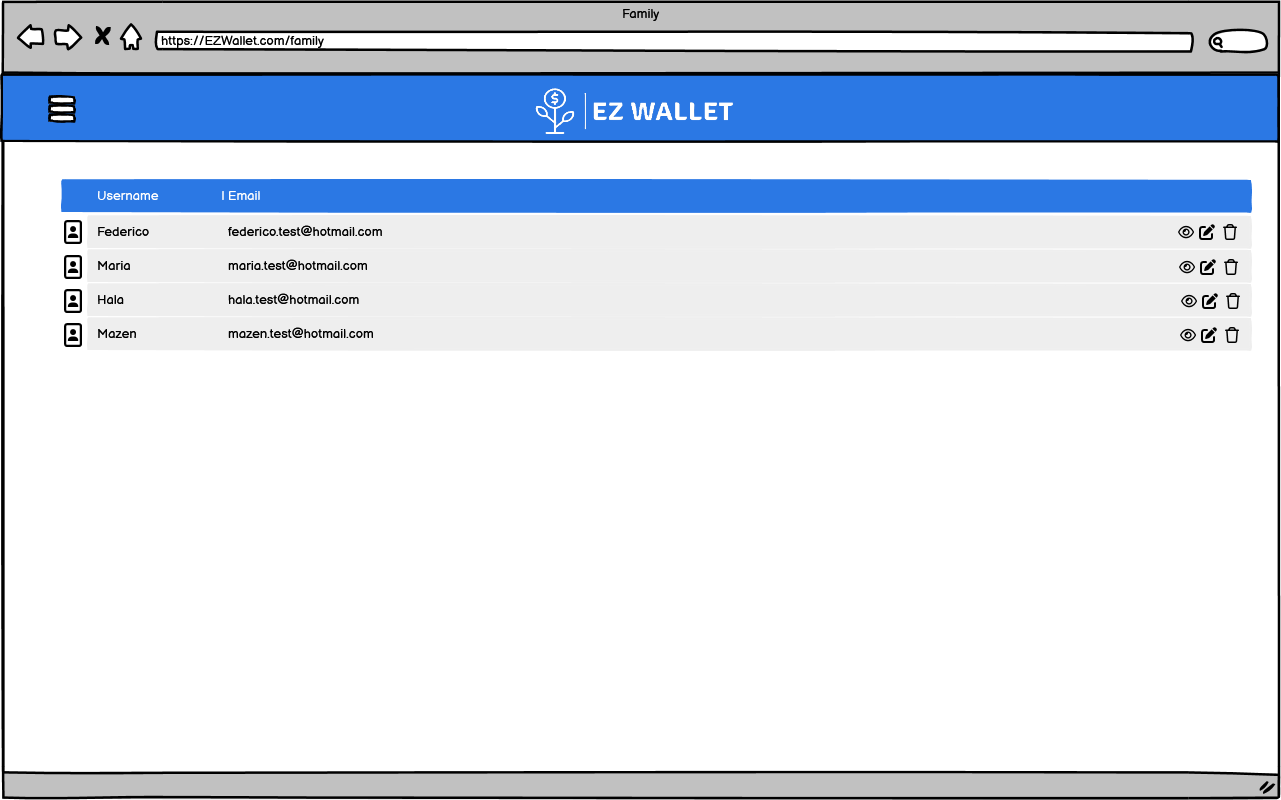 Family
https://EZWallet.com/family
$ EZ WALLET
Username | Email
Federico federico.test@hotmail.com
Maria maria.test@hotmail.com
Hala hala.test@hotmail.com
Mazen mazen.test@hotmail.com